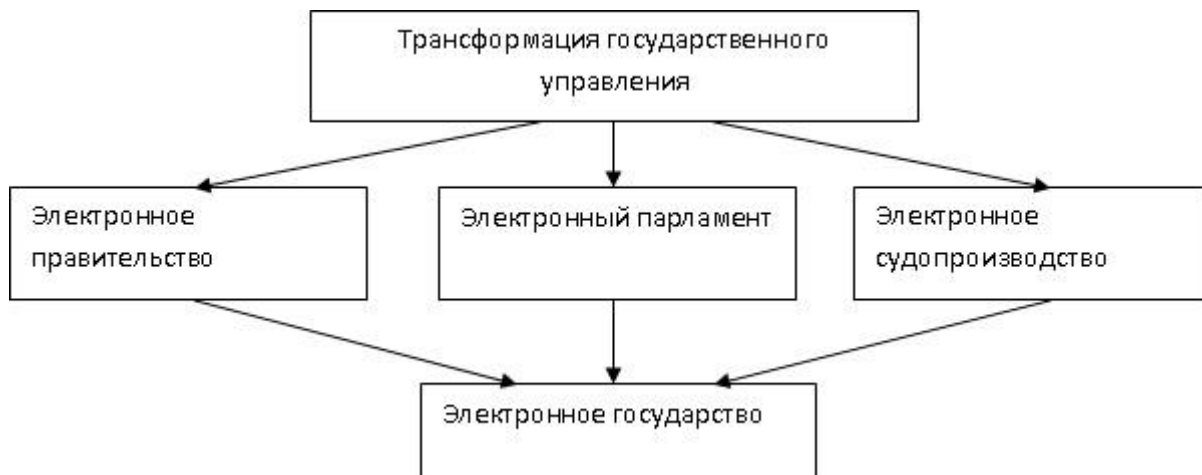 Трансформация государственного
управления
Электронное
правительство
Электронный парламент
Электронное
судопроизводство
Электронное государство